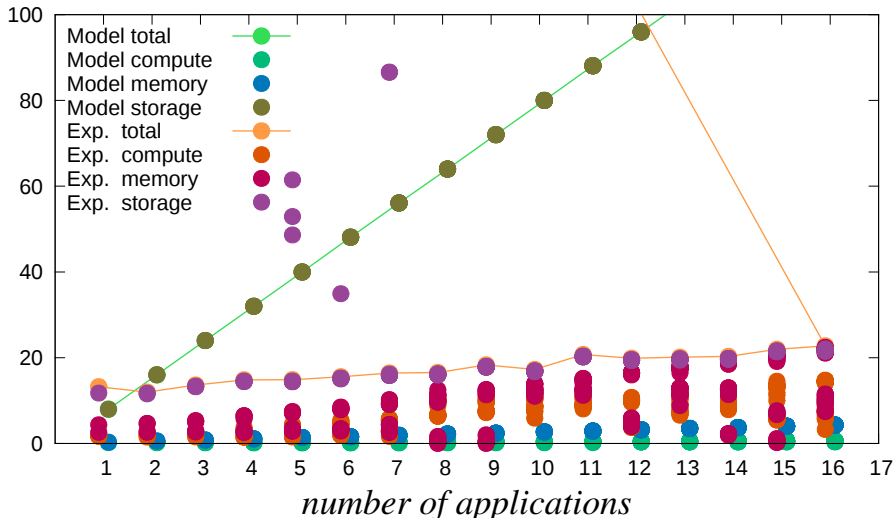 100
80
60
40
20
0
Model total
Model compute
Model memory
Model storage
Exp. total
Exp. compute
Exp. memory
Exp. storage
1 2 3 4 5 6 7 8 9 10 11 12 13 14 15 16 17
number of applications